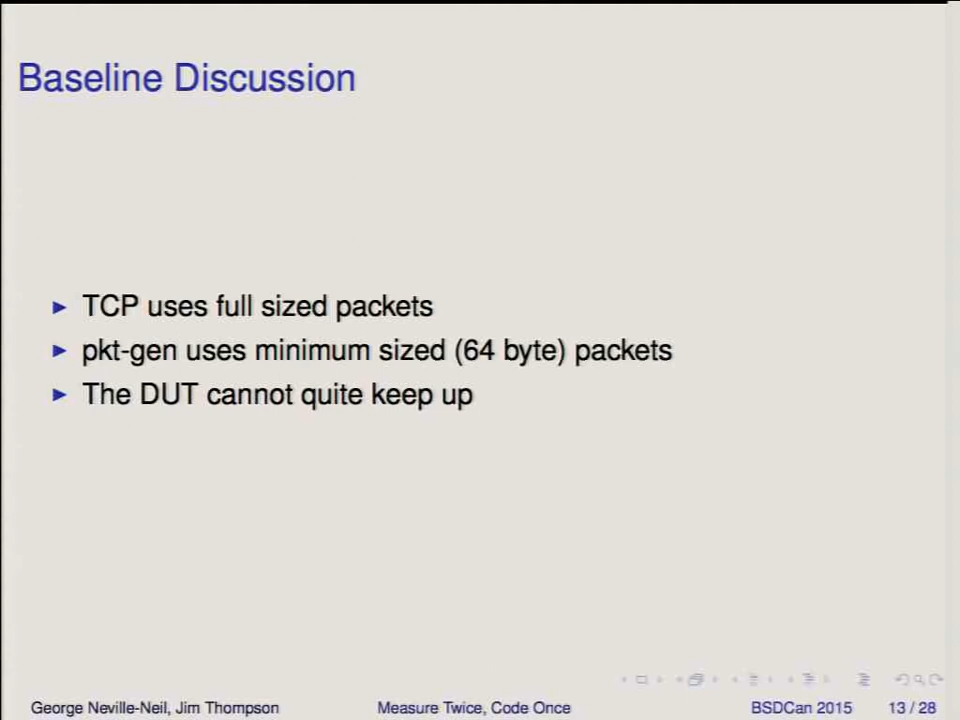 Baseline Discussion
TCP uses full sized packets
pkt-gen uses minimum sized (64 byte) packets
The DUT cannot quite keep up
George Neville-Neil, Jim Thompson
Measure Twice, Code Once
BSDCan 2015
13 / 28